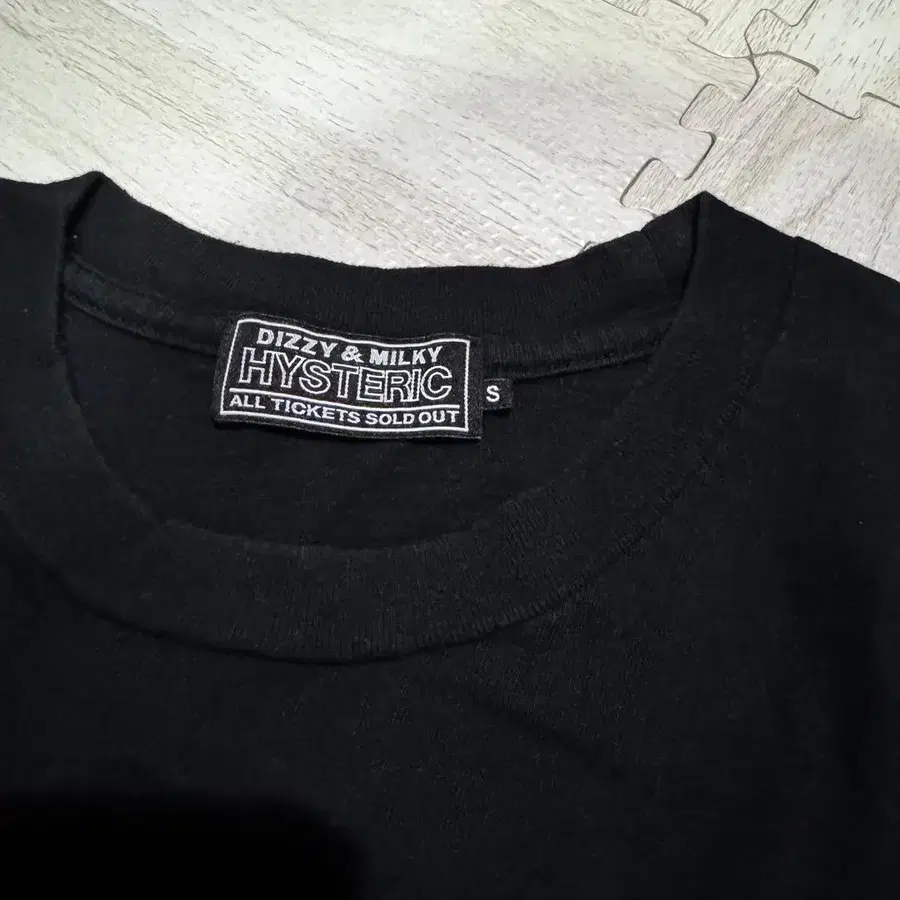 DIZZY & MILKY
HYSTERIC
S
ALL TICKETS SOLD OUT